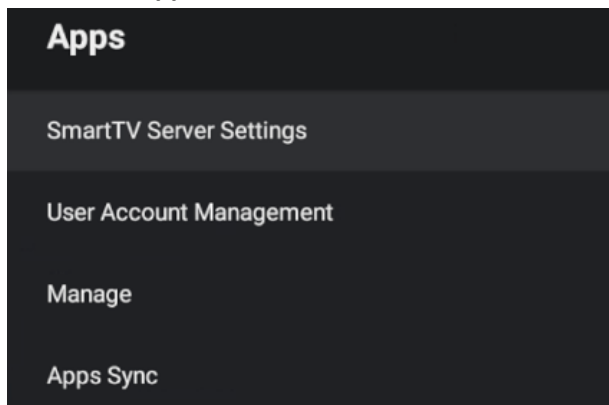 Apps
SmartTV Server Settings
User Account Management
Manage
Apps Sync